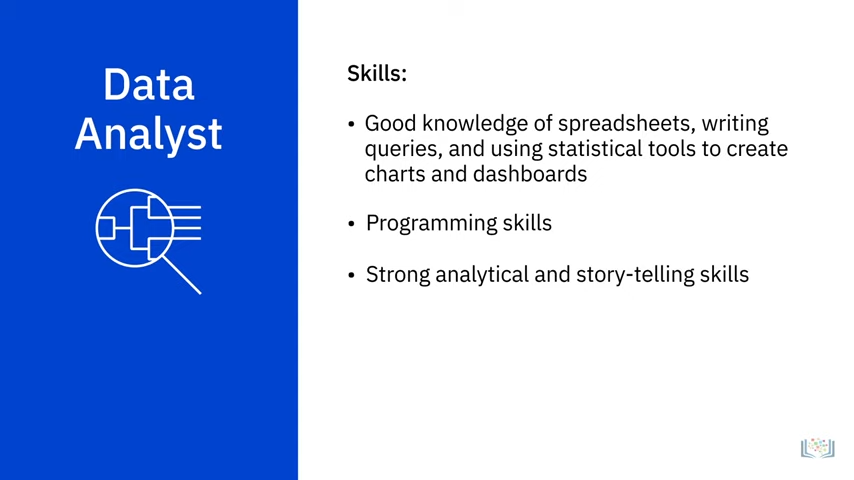 Data
Analyst
Skills:
• Good knowledge of spreadsheets, writing
queries, and using statistical tools to create
charts and dashboards
• Programming skills
• Strong analytical and story-telling skills